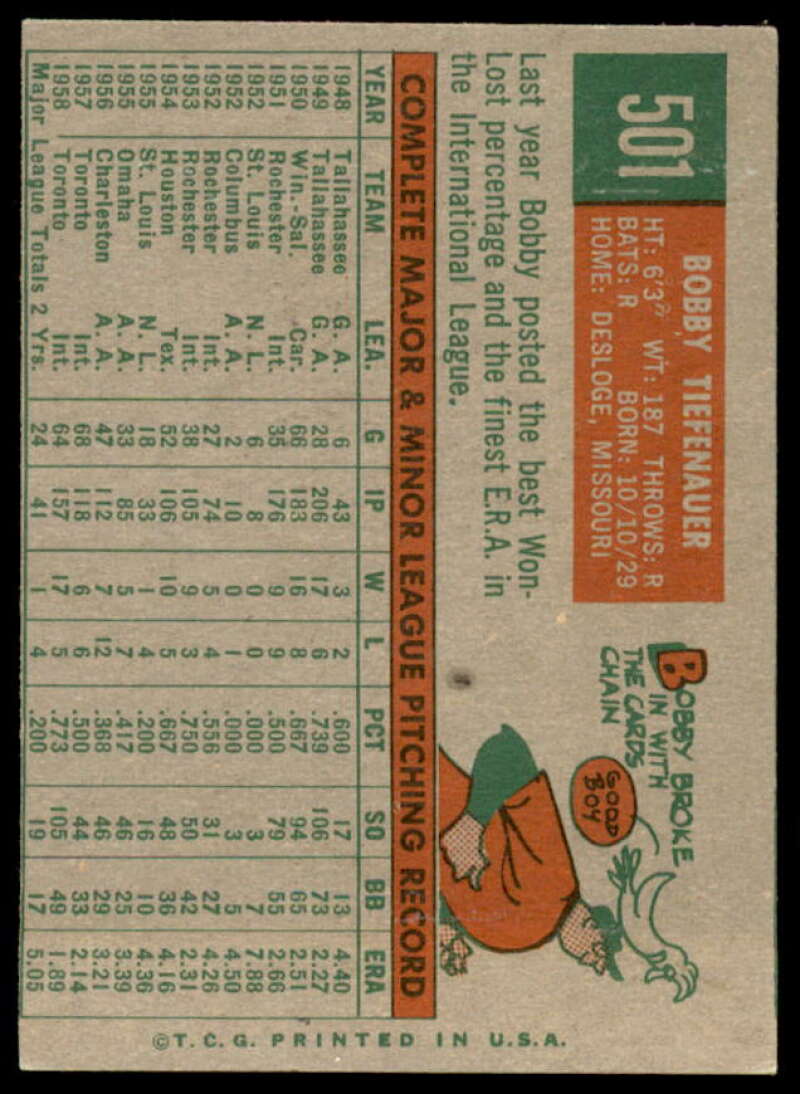 501
BOBBY TIEFENAUER
HT: 6'3" WT: 187 THROWS: R
BATS: R BORN: 10/10/29
HOME: DESLOGE, MISSOURI
BOBBY BROKE
IN WITH
THE CARDS
CHAIN
GOOD
BOY
Last year Bobby posted the best Won-
Lost percentage and the finest E.R.A. in
the International League.
COMPLETE MAJOR & MINOR LEAGUE PITCHING RECORD
YEAR TEAM LEA. G IP W L PCT SO BB ERA
1948 Tallahassee G. A. 6 43 3 2 .600 17 13 4.40
1949 Tallahassee G. A. 28 206 17 6 .739 106 73 2.27
1950 Win.-Sal. Car. 66 183 16 8 .667 94 65 2.51
1951 Rochester Int. 35 176 9 9 .500 79 55 2.66
1952 St. Louis N. L. 6 8 0 0 .000 3 7 7.88
1952 Columbus A. A. 2 10 0 1 .000 3 5 4.50
1952 Rochester Int. 27 74 5 4 .556 31 27 4.26
1953 Rochester Int. 38 105 9 3 .750 50 42 2.31
1954 Houston Tex. 52 106 10 5 .667 48 36 4.16
1955 St. Louis N. L. 18 33 1 4 .200 16 10 4.36
1955 Omaha A. A. 33 85 5 7 .417 46 25 3.39
1956 Charleston A. A. 47 112 7 12 .368 46 29 3.21
1957 Toronto Int. 68 118 6 6 .500 44 33 2.14
1958 Toronto Int. 64 157 17 5 .773 105 49 1.89
Major League Totals 2 Yrs. 24 41 1 4 .200 19 17 5.05
©T.C.G. PRINTED IN U.S.A.